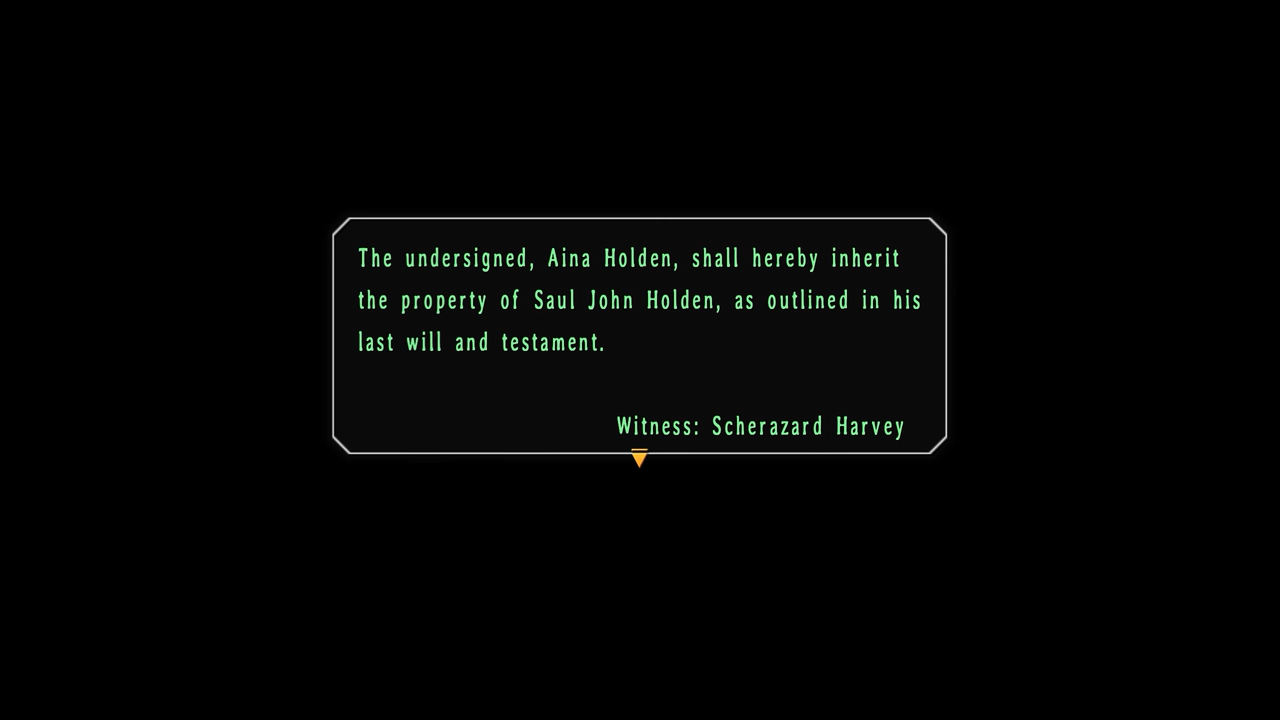 The undersigned, Aina Holden, shall hereby inherit
the property of Saul John Holden, as outlined in his
last will and testament.
Witness: Scherazard Harvey